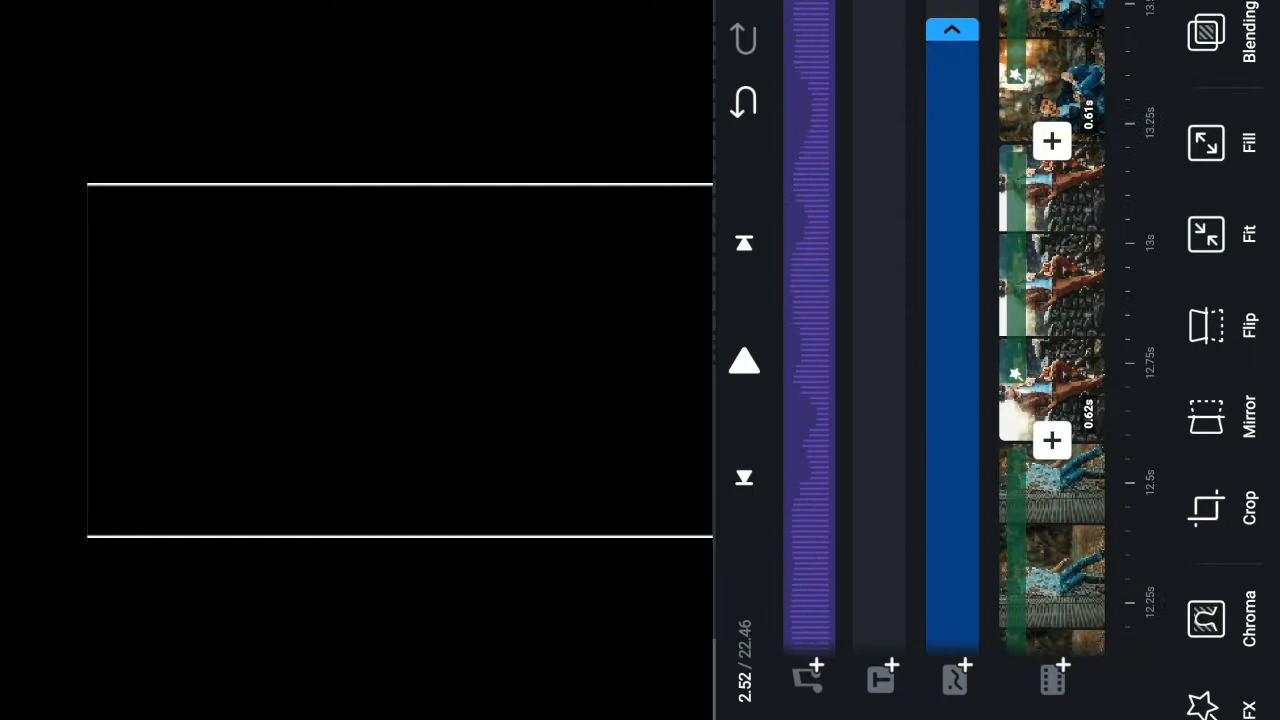 2.52 / 22.46
0.62s
0.61s
12.25s
12.5s
12.75s
13s
13.25s
FX
Chroma
Crop
Mirror
Flip
Fit
Fill
Blending